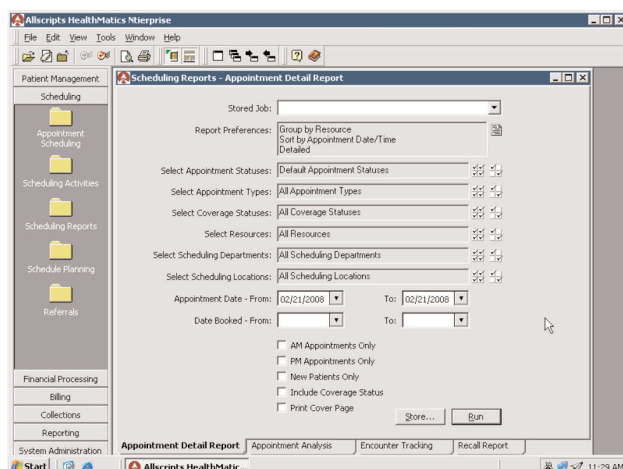 Allscripts HealthMatics Ntierprise
File Edit View Tools Window Help
Patient Management
Scheduling
Appointment
Scheduling
Scheduling Activities
Scheduling Reports
Schedule Planning
Referrals
Financial Processing
Billing
Collections
Reporting
System Administration
Scheduling Reports - Appointment Detail Report
Stored Job:
Report Preferences: Group by Resource
Sort by Appointment Date/Time
Detailed
Select Appointment Statuses: Default Appointment Statuses
Select Appointment Types: All Appointment Types
Select Coverage Statuses: All Coverage Statuses
Select Resources: All Resources
Select Scheduling Departments: All Scheduling Departments
Select Scheduling Locations: All Scheduling Locations
Appointment Date - From: 02/21/2008 To: 02/21/2008
Date Booked - From: To:
AM Appointments Only
PM Appointments Only
New Patients Only
Include Coverage Status
Print Cover Page
Store... Run
Appointment Detail Report Appointment Analysis Encounter Tracking Recall Report
Start Allscripts HealthMatic... 11:29 AM